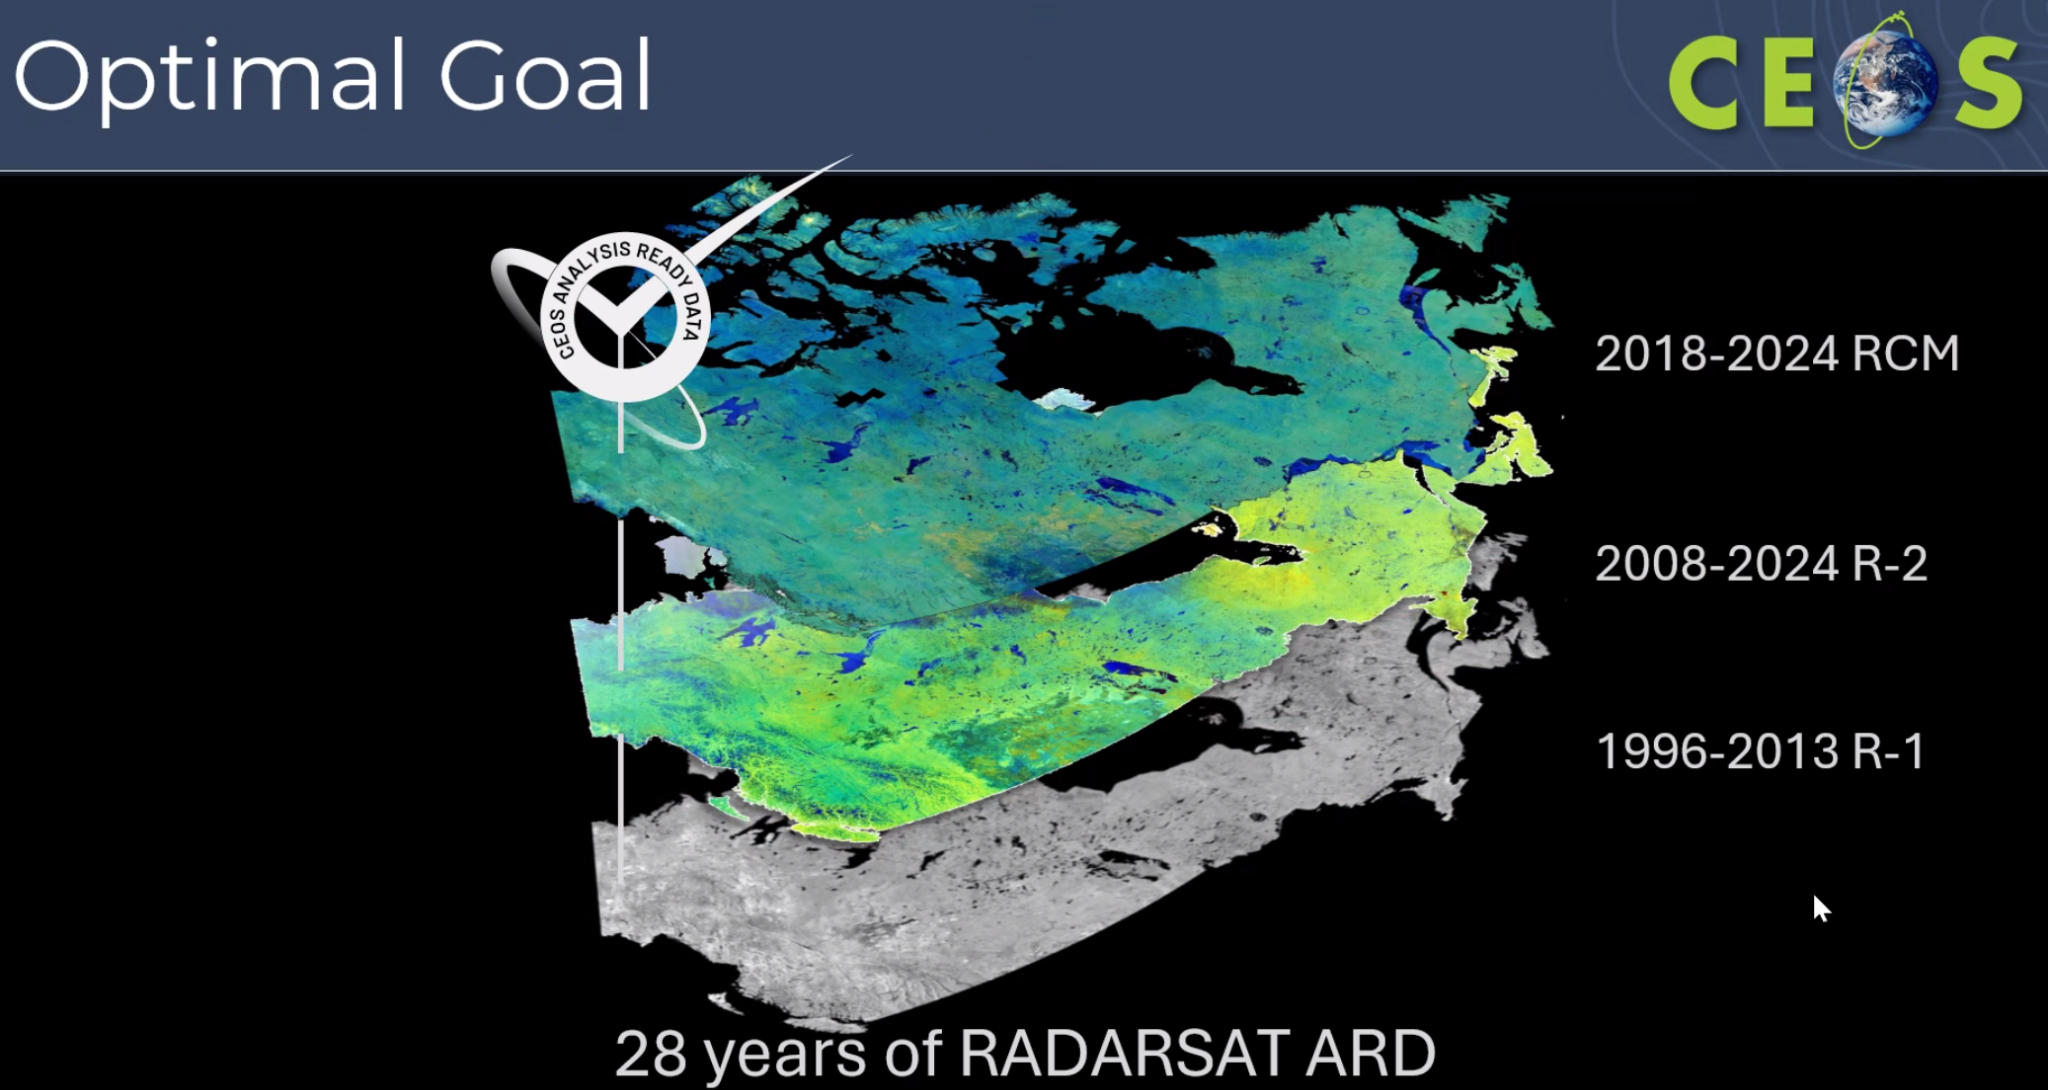 Optimal Goal
CEOS
CEOS ANALYSIS READY DATA
2018-2024 RCM
2008-2024 R-2
1996-2013 R-1
28 years of RADARSAT ARD